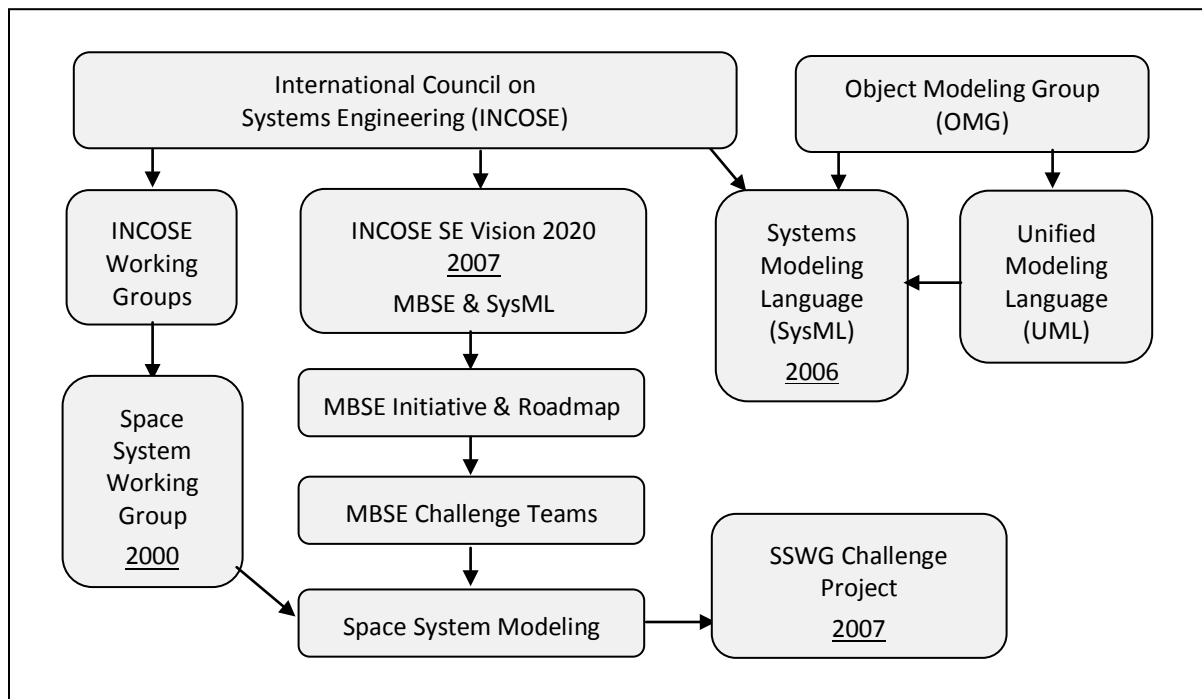 International Council on
Systems Engineering (INCOSE)
Object Modeling Group
(OMG)
INCOSE
Working
Groups
INCOSE SE Vision 2020
2007
MBSE & SysML
Systems
Modeling
Language
(SysML)
2006
Unified
Modeling
Language
(UML)
Space
System
Working
Group
2000
MBSE Initiative & Roadmap
MBSE Challenge Teams
Space System Modeling
SSWG Challenge
Project
2007